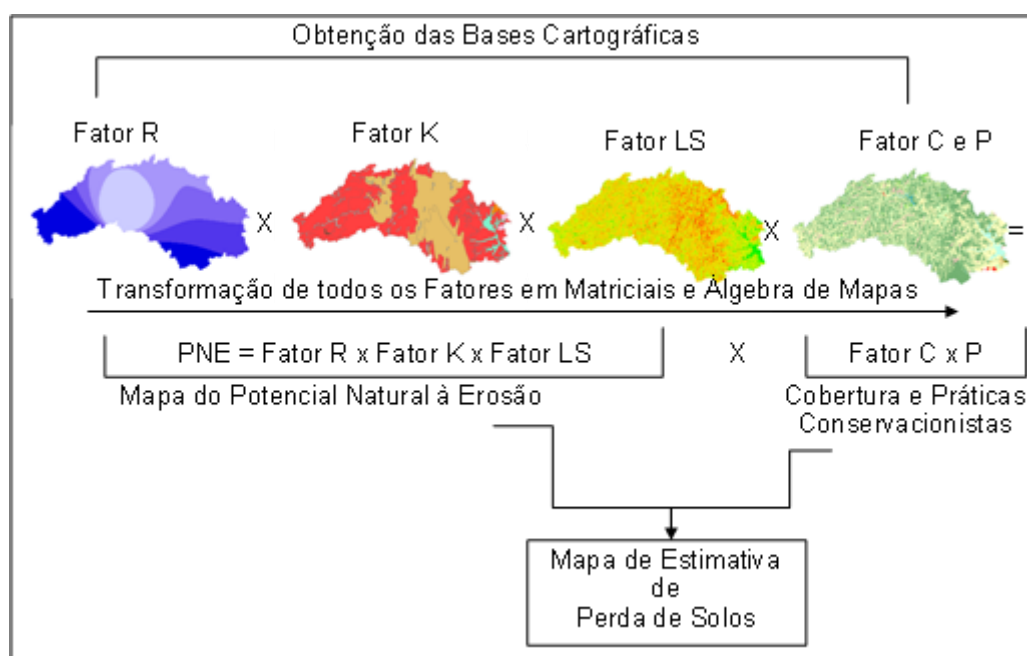 Obtenção das Bases Cartográficas
Fator R
Fator K
Fator LS
Fator C e P
X
X
X
=
Transformação de todos os Fatores em Matriciais e Álgebra de Mapas
PNE = Fator R x Fator K x Fator LS
X
Fator C x P
Mapa do Potencial Natural à Erosão
Cobertura e Práticas
Conservacionistas
Mapa de Estimativa
de
Perda de Solos